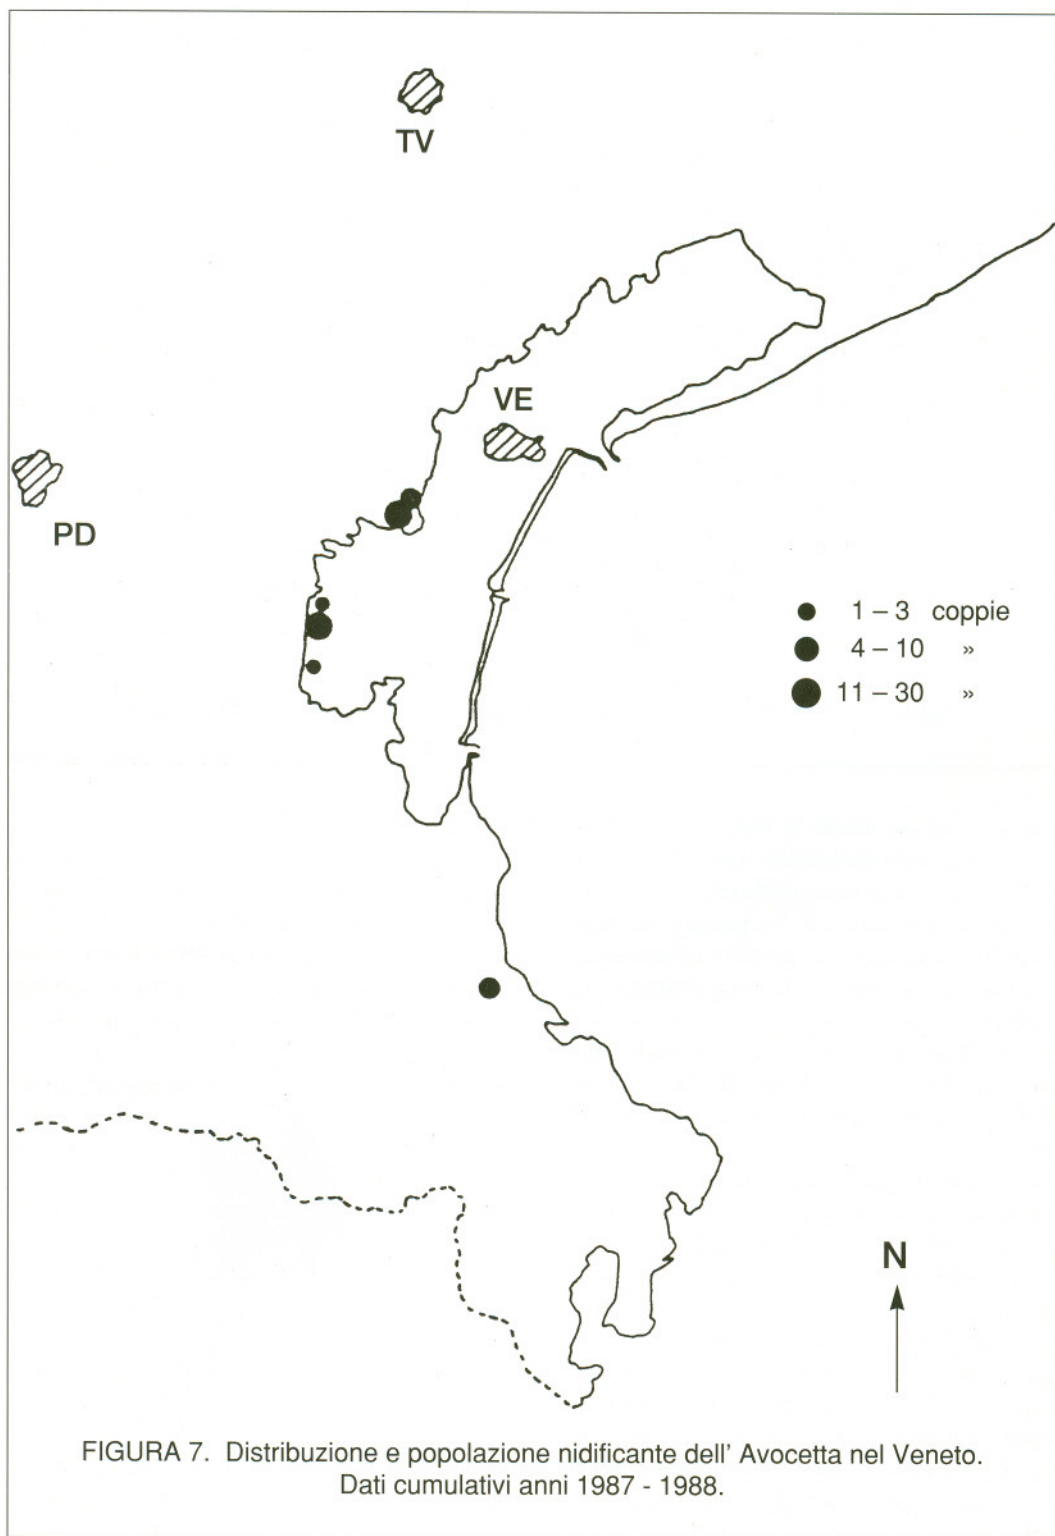 TV
VE
PD
1 – 3 coppie
4 – 10 »
11 – 30 »
N
FIGURA 7. Distribuzione e popolazione nidificante dell' Avocetta nel Veneto.
Dati cumulativi anni 1987 - 1988.